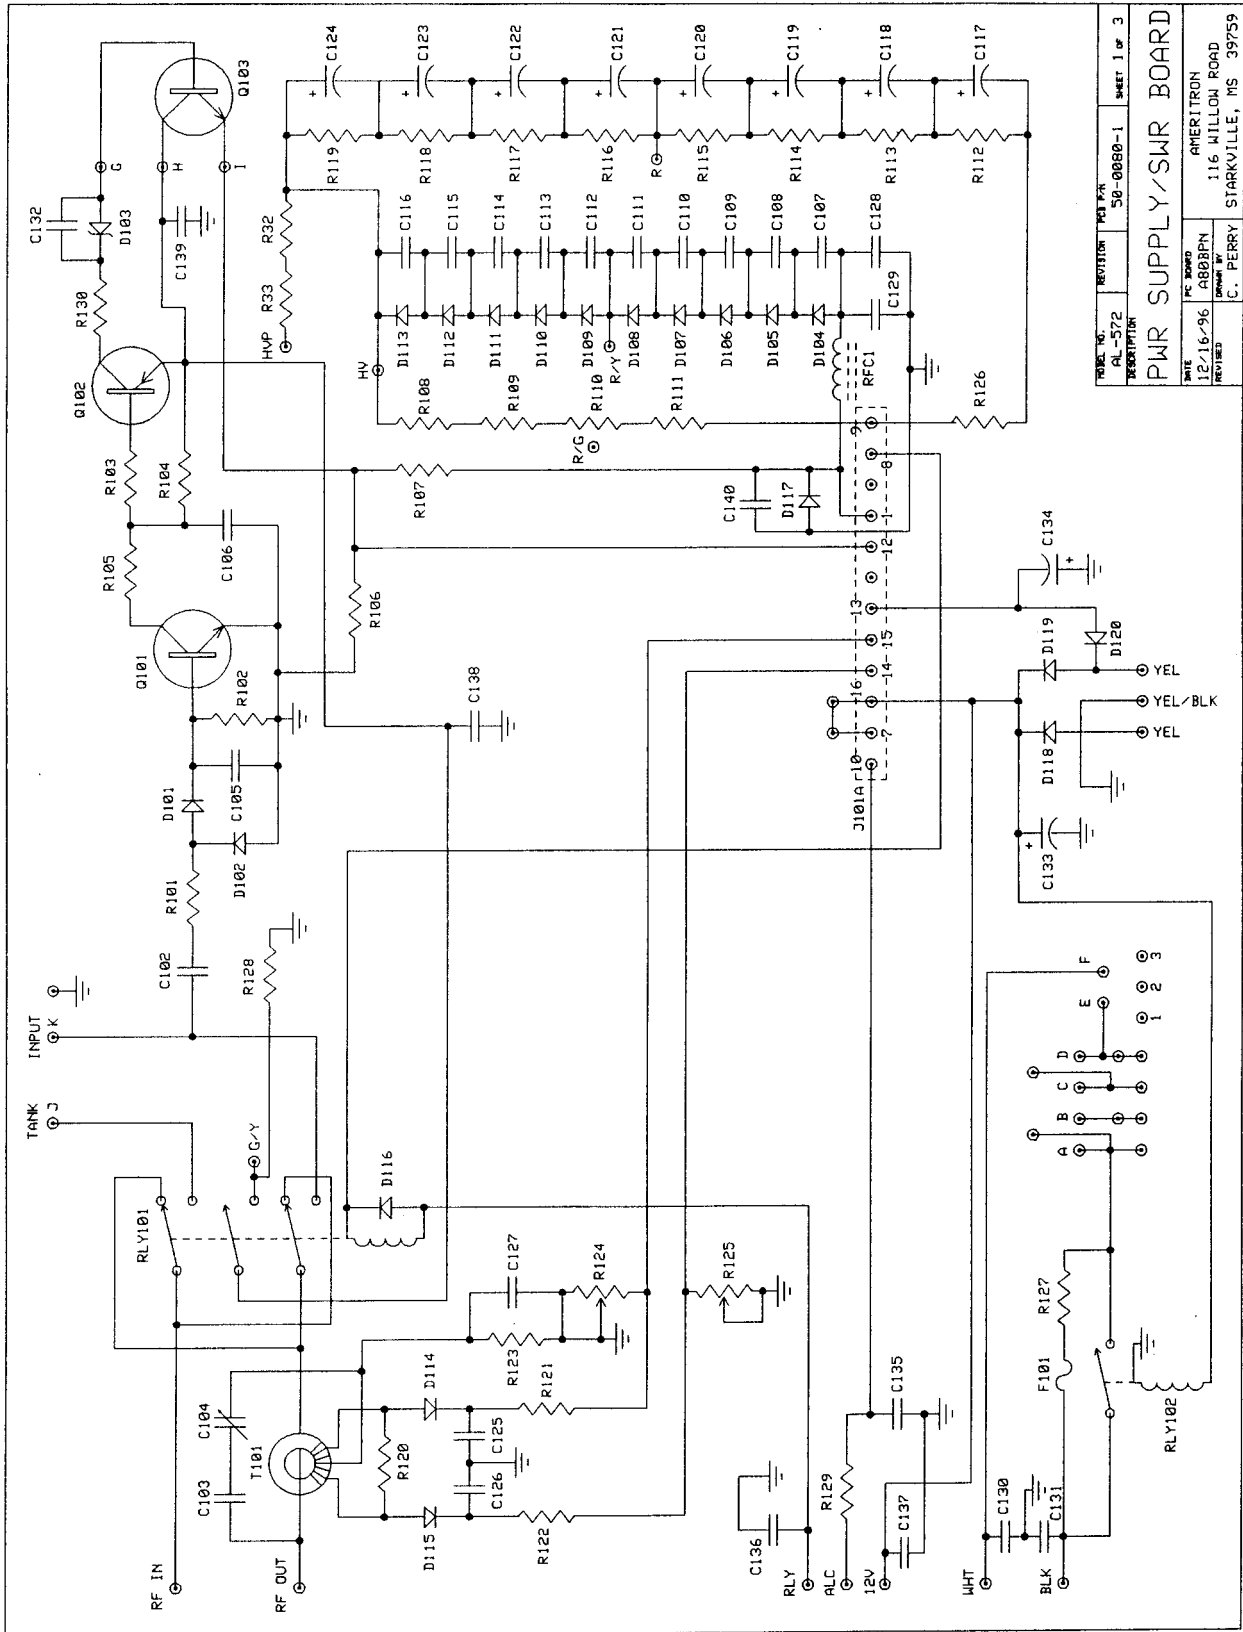 C132
D103
R130
Q102
C139
G
H
I
Q103
R103
R104
R105
C106
Q101
R102
C105
D101
D102
R101
C102
R128
INPUT
K
TANK
J
G/Y
RLY101
D116
C104
C103
T101
RF IN
RF OUT
R120
D114
D115
C125
C126
R121
R122
R123
C127
R124
R125
R106
C138
R107
HVP
R33
R32
HV
R108
R109
R110
R111
R/G
R126
R/Y
D113
D112
D111
D110
D109
D108
D107
D106
D105
D104
C116
C115
C114
C113
C112
C111
C110
C109
C108
C107
C128
C129
RFC1
R119
R118
R117
R116
R
R115
R114
R113
R112
+
C124
+
C123
+
C122
+
C121
+
C120
+
C119
+
C118
+
C117
C140
D117
J101A
10
7
16
14
15
13
12
1
8
9
C134
+
D119
D120
D118
YEL
YEL/BLK
YEL
+
C133
C136
RLY
ALC
12V
R129
C135
C137
WHT
BLK
C130
C131
F101
R127
RLY102
A
B
C
D
E
F
1
2
3
MODEL NO.
AL-572
REVISION
PCB P/N
50-0080-1
SHEET 1 OF 3
DESCRIPTION
PWR SUPPLY/SWR BOARD
DATE
12/16/96
PC BOARD
A80BPN
REVISED
DRAWN BY
C. PERRY
AMERITRON
116 WILLOW ROAD
STARKVILLE, MS 39759